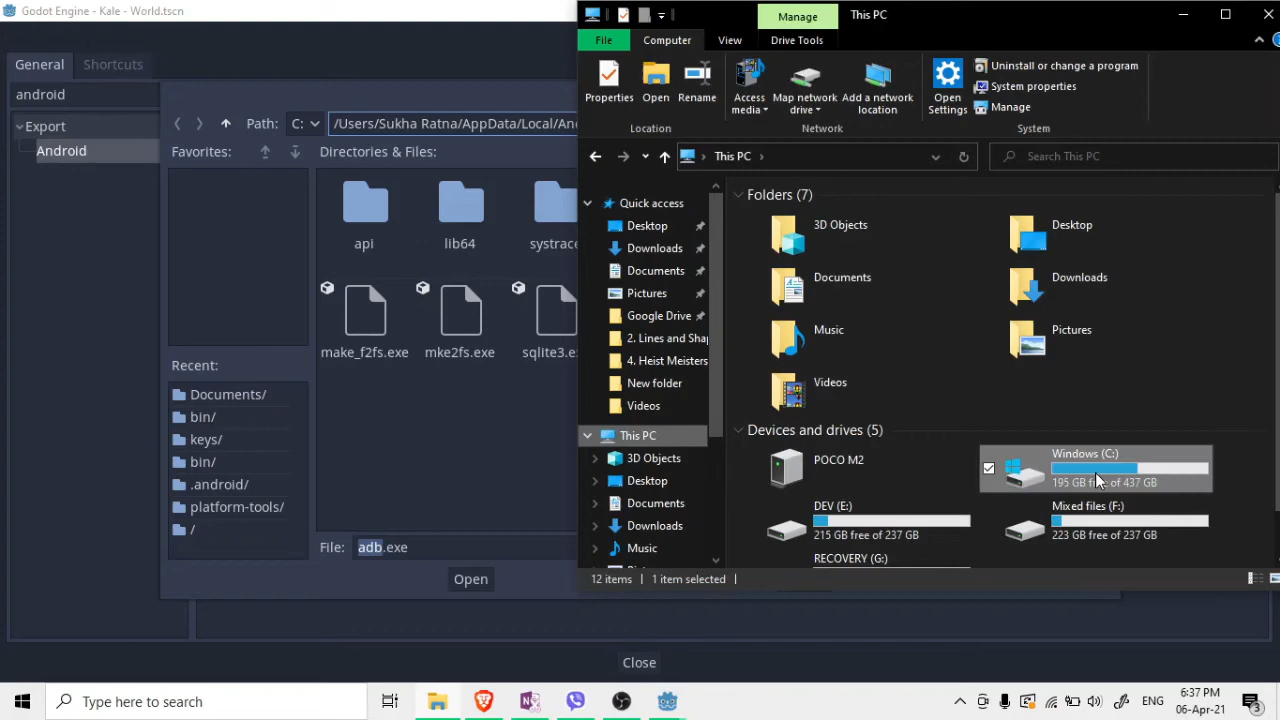 Godot Engine - Kale - World.tscn
General
Shortcuts
android
Export
Android
Path:
C:
/Users/Sukha Ratna/AppData/Local/And
Favorites:
Directories & Files:
api
lib64
systrace
make_f2fs.exe
mke2fs.exe
sqlite3.e
Recent:
Documents/
bin/
keys/
bin/
.android/
platform-tools/
/
File:
adb.exe
Open
Close
Manage
This PC
File
Computer
View
Drive Tools
Properties
Open
Rename
Access media
Map network drive
Add a network location
Open Settings
Uninstall or change a program
System properties
Manage
Location
Network
System
This PC
Search This PC
Quick access
Desktop
Downloads
Documents
Pictures
Google Drive
2. Lines and Shap
4. Heist Meisters
New folder
Videos
This PC
3D Objects
Desktop
Documents
Downloads
Music
Folders (7)
3D Objects
Desktop
Documents
Downloads
Music
Pictures
Videos
Devices and drives (5)
POCO M2
Windows (C:)
195 GB free of 437 GB
DEV (E:)
215 GB free of 237 GB
Mixed files (F:)
223 GB free of 237 GB
RECOVERY (G:)
12 items
1 item selected
Type here to search
ENG
6:37 PM
06-Apr-21
3